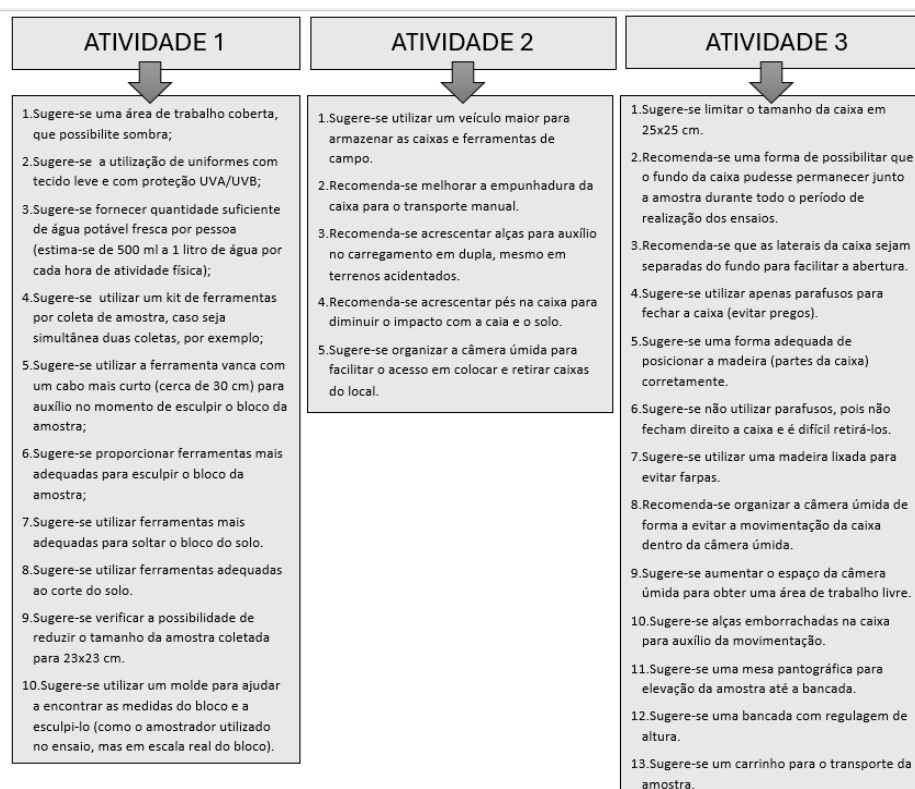 ATIVIDADE 1
1.Sugere-se uma área de trabalho coberta,
que possibilite sombra;
2.Sugere-se a utilização de uniformes com
tecido leve e com proteção UVA/UVB;
3.Sugere-se fornecer quantidade suficiente
de água potável fresca por pessoa
(estima-se de 500 ml a 1 litro de água por
cada hora de atividade física);
4.Sugere-se utilizar um kit de ferramentas
por coleta de amostra, caso seja
simultânea duas coletas, por exemplo;
5.Sugere-se utilizar a ferramenta vanca com
um cabo mais curto (cerca de 30 cm) para
auxílio no momento de esculpir o bloco da
amostra;
6.Sugere-se proporcionar ferramentas mais
adequadas para esculpir o bloco da
amostra;
7.Sugere-se utilizar ferramentas mais
adequadas para soltar o bloco do solo.
8.Sugere-se utilizar ferramentas adequadas
ao corte do solo.
9.Sugere-se verificar a possibilidade de
reduzir o tamanho da amostra coletada
para 23x23 cm.
10.Sugere-se utilizar um molde para ajudar
a encontrar as medidas do bloco e a
esculpi-lo (como o amostrador utilizado
no ensaio, mas em escala real do bloco).
ATIVIDADE 2
1.Sugere-se utilizar um veículo maior para
armazenar as caixas e ferramentas de
campo.
2.Recomenda-se melhorar a empunhadura da
caixa para o transporte manual.
3.Recomenda-se acrescentar alças para auxílio
no carregamento em dupla, mesmo em
terrenos acidentados.
4.Recomenda-se acrescentar pés na caixa para
diminuir o impacto com a caia e o solo.
5.Sugere-se organizar a câmera úmida para
facilitar o acesso em colocar e retirar caixas
do local.
ATIVIDADE 3
1.Sugere-se limitar o tamanho da caixa em
25x25 cm.
2.Recomenda-se uma forma de possibilitar que
o fundo da caixa pudesse permanecer junto
a amostra durante todo o período de
realização dos ensaios.
3.Recomenda-se que as laterais da caixa sejam
separadas do fundo para facilitar a abertura.
4.Sugere-se utilizar apenas parafusos para
fechar a caixa (evitar pregos).
5.Sugere-se uma forma adequada de
posicionar a madeira (partes da caixa)
corretamente.
6.Sugere-se não utilizar parafusos, pois não
fecham direito a caixa e é difícil retirá-los.
7.Sugere-se utilizar uma madeira lixada para
evitar farpas.
8.Recomenda-se organizar a câmera úmida de
forma a evitar a movimentação da caixa
dentro da câmera úmida.
9.Sugere-se aumentar o espaço da câmera
úmida para obter uma área de trabalho livre.
10.Sugere-se alças emborrachadas na caixa
para auxílio da movimentação.
11.Sugere-se uma mesa pantográfica para
elevação da amostra até a bancada.
12.Sugere-se uma bancada com regulagem de
altura.
13.Sugere-se um carrinho para o transporte da
amostra.